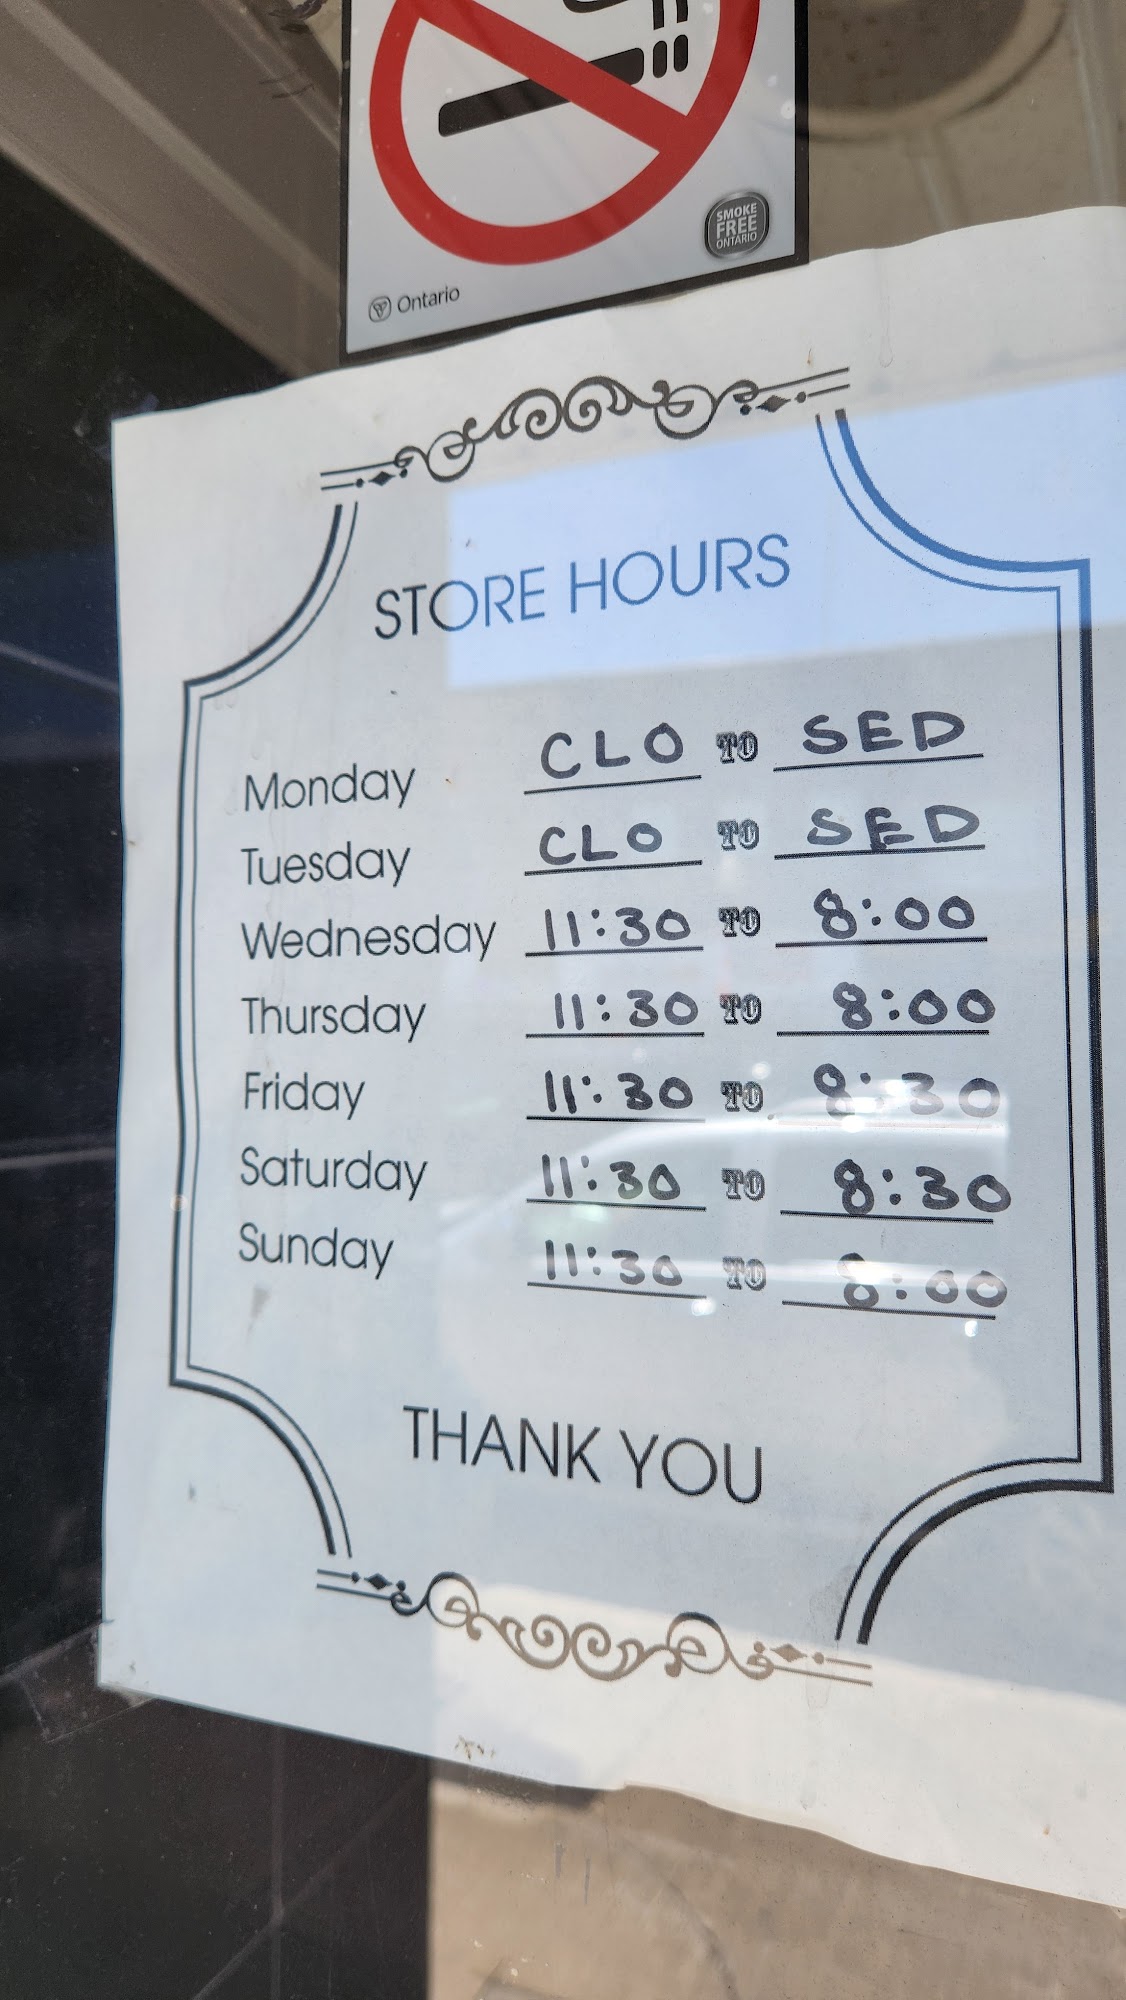 SMOKE
FREE
ONTARIO
Ontario
STORE HOURS
Monday CLO TO SED
Tuesday CLO TO SED
Wednesday 11:30 TO 8:00
Thursday 11:30 TO 8:00
Friday 11:30 TO 8:30
Saturday 11:30 TO 8:30
Sunday 11:30 TO 8:00
THANK YOU